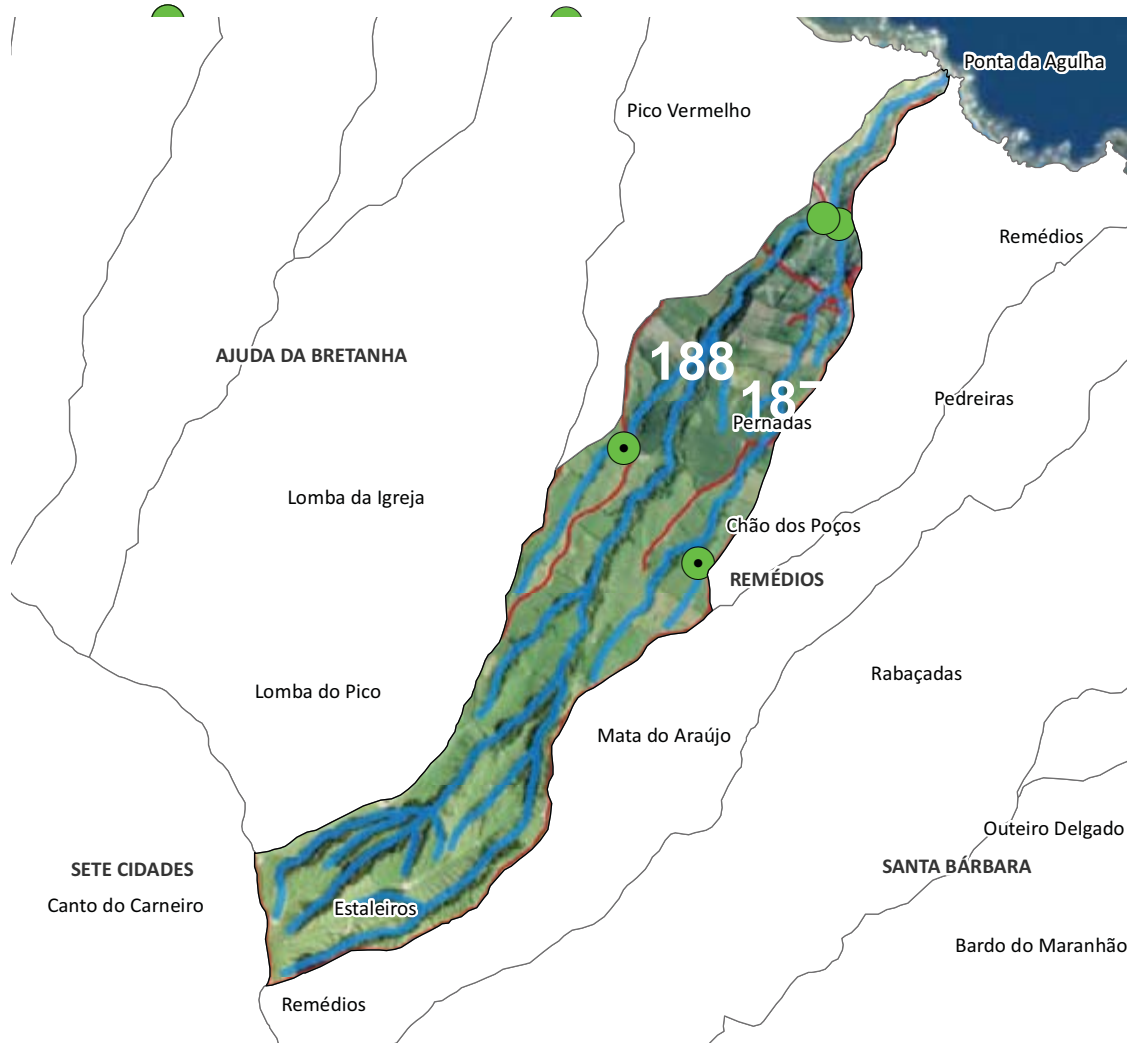 Ponta da Agulha
Pico Vermelho
Remédios
AJUDA DA BRETANHA
188
187
Pedreiras
Pernadas
Lomba da Igreja
Chão dos Poços
REMÉDIOS
Rabaçadas
Lomba do Pico
Mata do Araújo
Outeiro Delgado
SETE CIDADES
SANTA BÁRBARA
Canto do Carneiro
Estaleiros
Bardo do Maranhão
Remédios